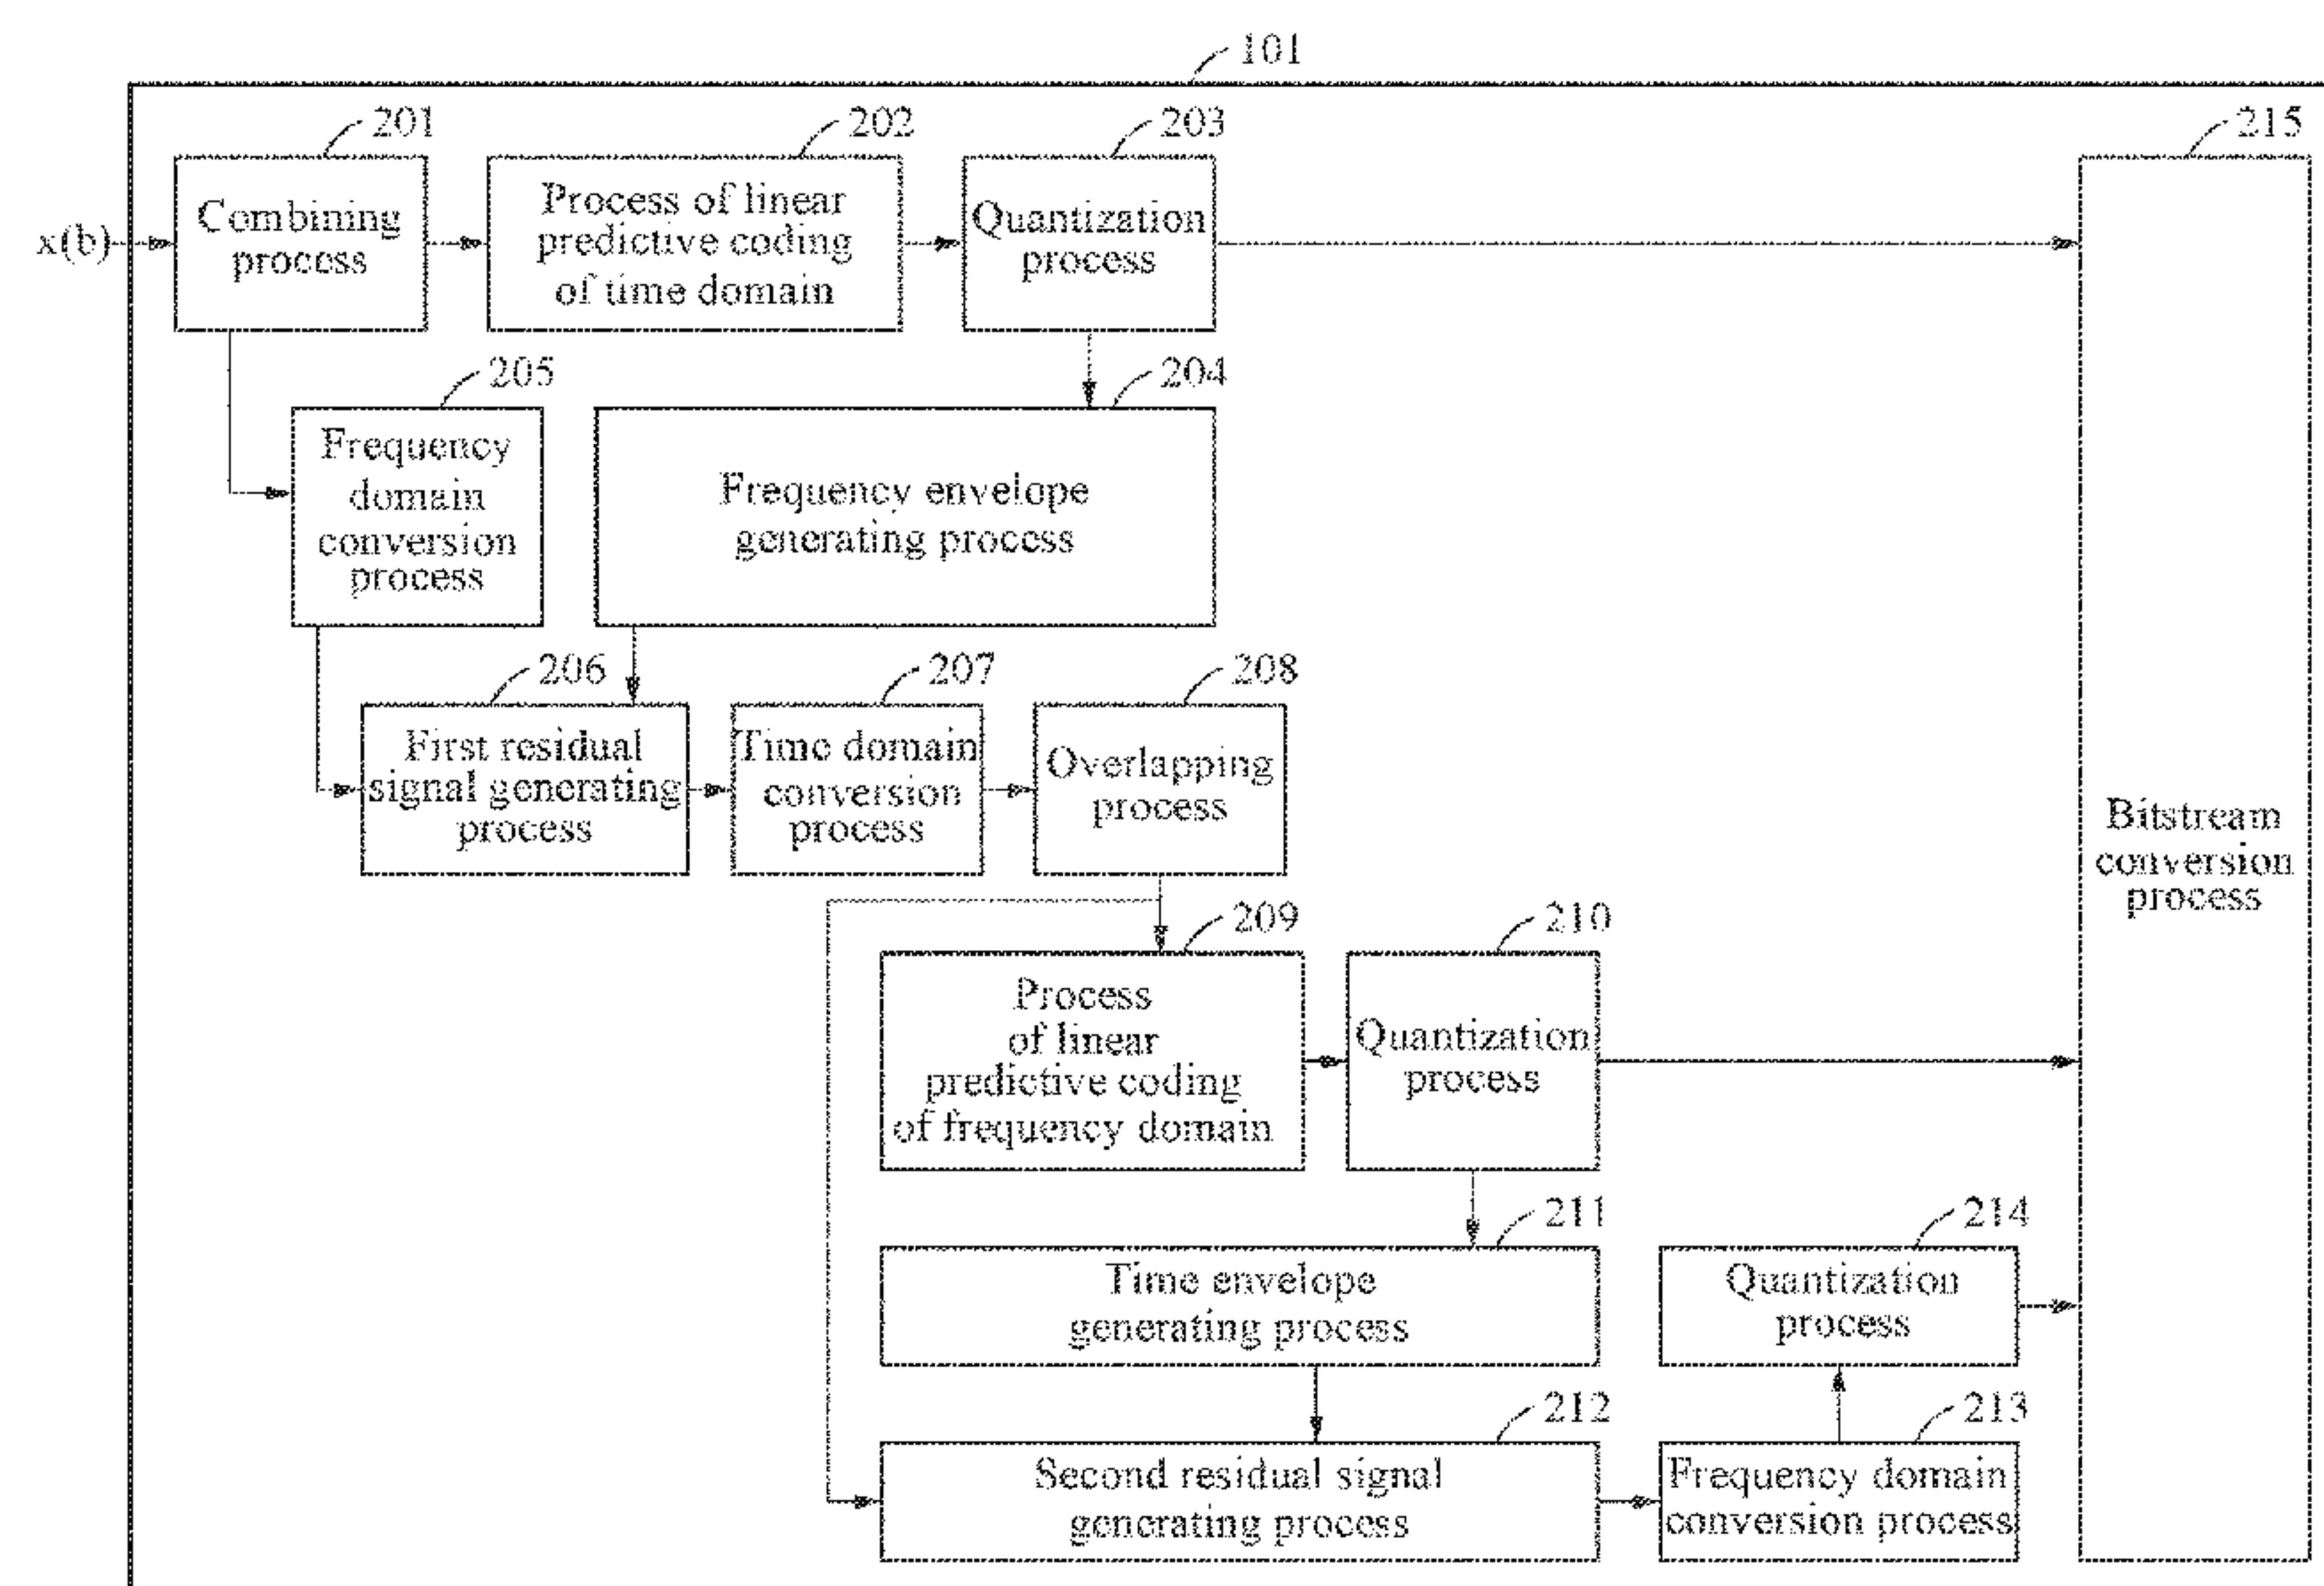 101
201
202
203
215
x(b)
Combining
process
Process of linear
predictive coding
of time domain
Quantization
process
205
204
Frequency
domain
conversion
process
Frequency envelope
generating process
206
207
208
First residual
signal generating
process
Time domain
conversion
process
Overlapping
process
Bitstream
conversion
process
209
210
Process
of linear
predictive coding
of frequency domain
Quantization
process
211
214
Time envelope
generating process
Quantization
process
212
213
Second residual signal
generating process
Frequency domain
conversion process